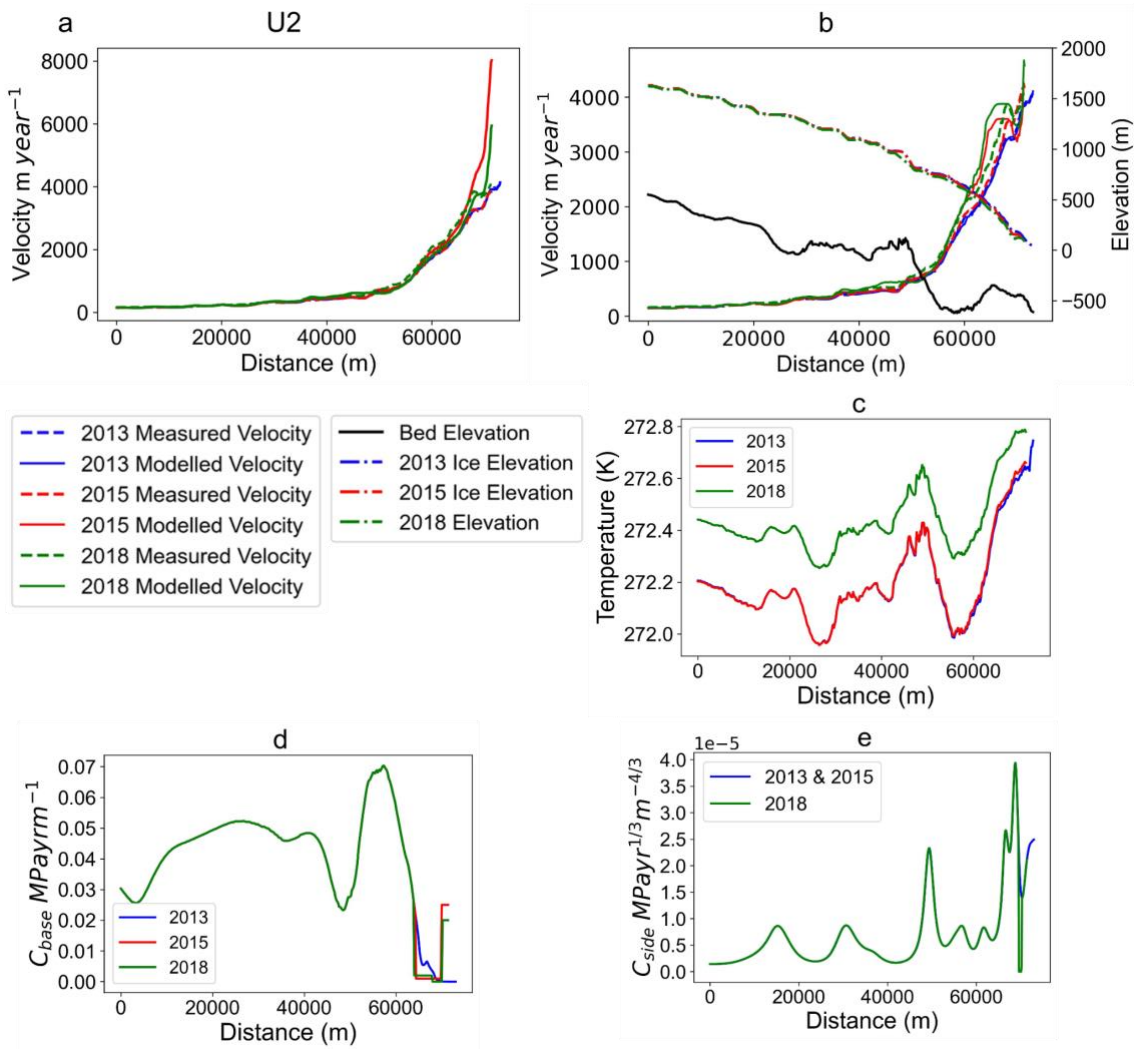 a
U2
b
8000
6000
4000
2000
0
Velocity m year⁻¹
0 20000 40000 60000
Distance (m)
4000
3000
2000
1000
0
Velocity m year⁻¹
2000
1500
1000
500
0
−500
Elevation (m)
0 20000 40000 60000
Distance (m)
2013 Measured Velocity
2013 Modelled Velocity
2015 Measured Velocity
2015 Modelled Velocity
2018 Measured Velocity
2018 Modelled Velocity
Bed Elevation
2013 Ice Elevation
2015 Ice Elevation
2018 Elevation
c
272.8
272.6
272.4
272.2
272.0
Temperature (K)
2013
2015
2018
0 20000 40000 60000
Distance (m)
d
0.07
0.06
0.05
0.04
0.03
0.02
0.01
0.00
C_base MPayrm⁻¹
2013
2015
2018
0 20000 40000 60000
Distance (m)
e
1e-5
4.0
3.5
3.0
2.5
2.0
1.5
1.0
0.5
0.0
C_side MPayr^1/3 m^−4/3
2013 & 2015
2018
0 20000 40000 60000
Distance (m)